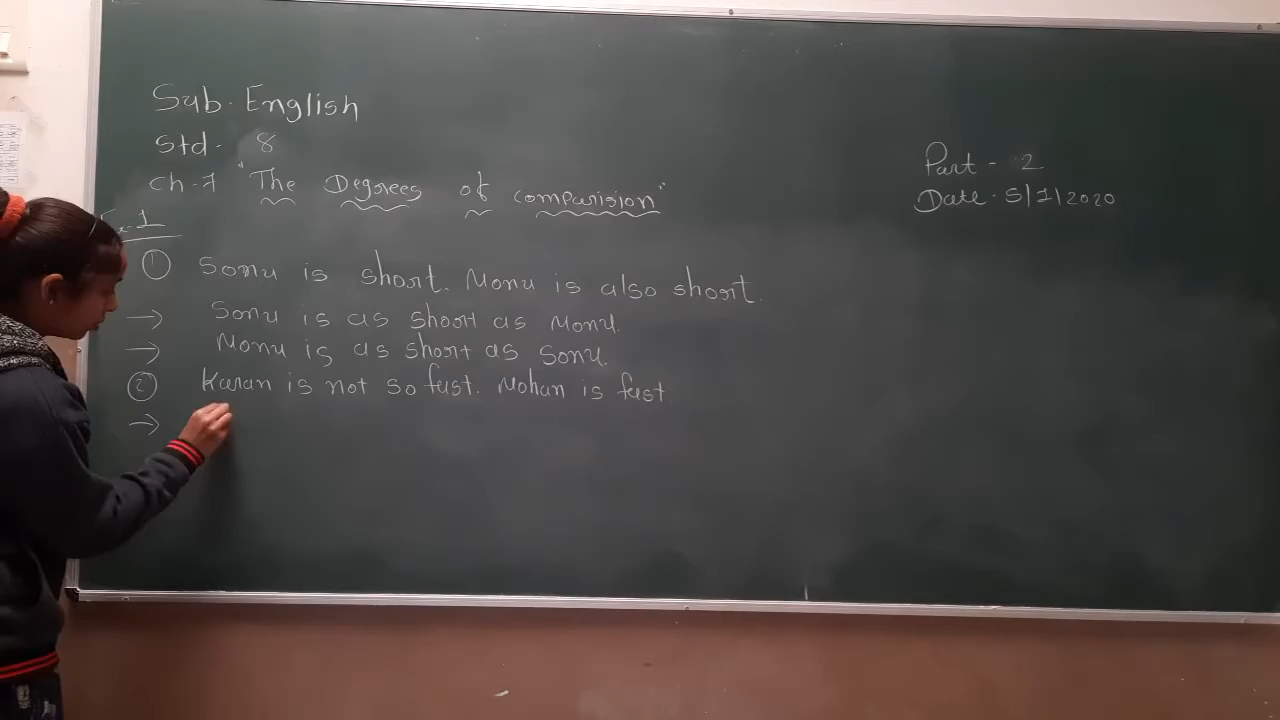 Sub. English
Std- 8
Ch-7 "The Degrees of comparision"
Part - 2
Date. 5/1/2020
Ex-1
① Sonu is short. Monu is also short.
→ Sonu is as short as Monu.
→ Monu is as short as Sonu.
② Karan is not so fast. Mohan is fast
→